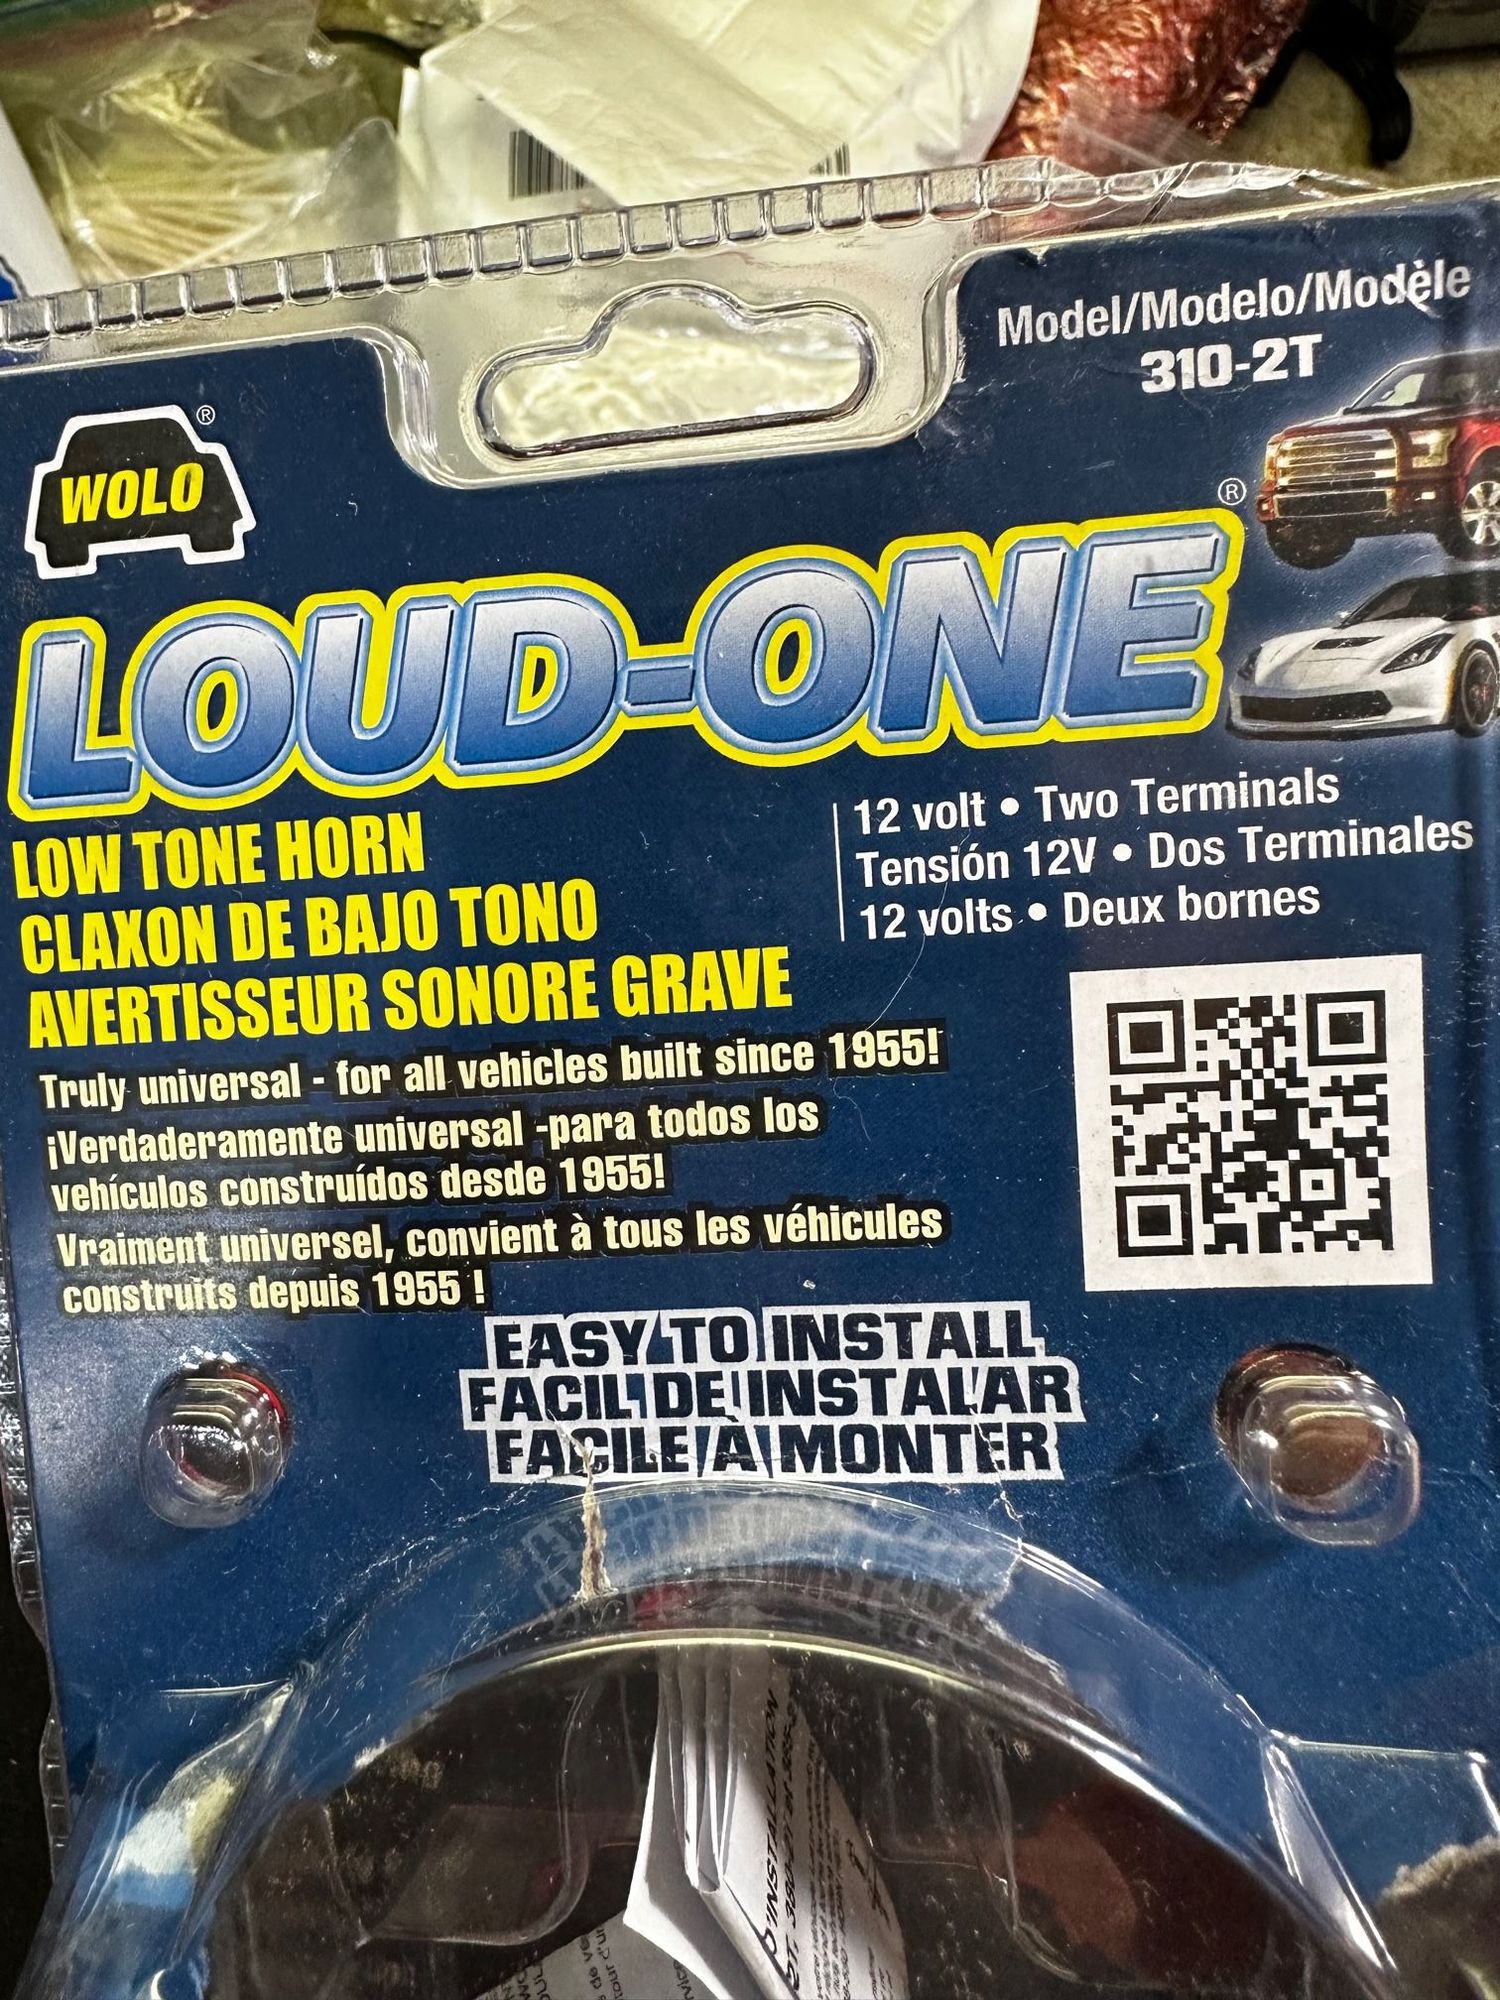 Model/Modelo/Modèle
310-2T
WOLO®
LOUD-ONE®
LOW TONE HORN
CLAXON DE BAJO TONO
AVERTISSEUR SONORE GRAVE
12 volt • Two Terminals
Tensión 12V • Dos Terminales
12 volts • Deux bornes
Truly universal - for all vehicles built since 1955!
¡Verdaderamente universal -para todos los
vehículos construídos desde 1955!
Vraiment universel, convient à tous les véhicules
construits depuis 1955 !
EASY TO INSTALL
FACIL DE INSTALAR
FACILE À MONTER
D'INSTALLATION